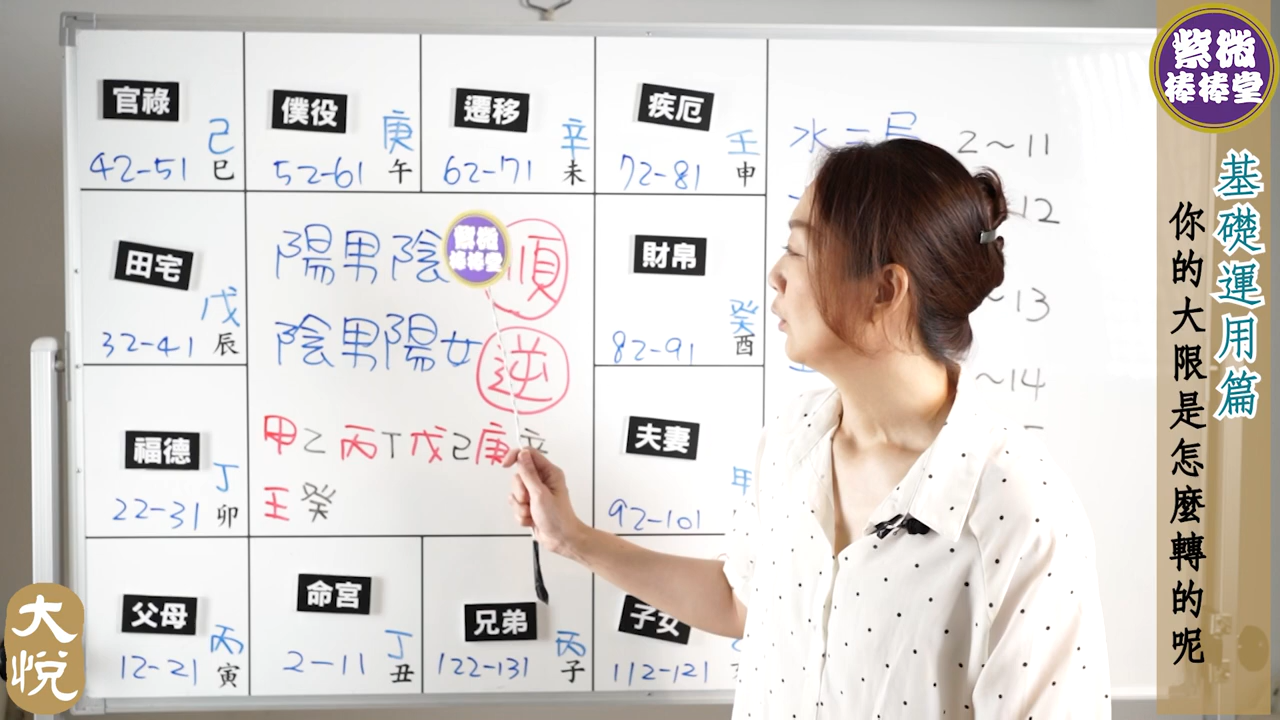 官祿
己
42-51 巳
僕役
庚
52-61 午
遷移
辛
62-71 未
疾厄
壬
72-81 申
田宅
戊
32-41 辰
陽男陰 順
陰男陽女 逆
甲乙丙丁戊己庚辛
壬癸
紫微
棒棒堂
財帛
癸
82-91 酉
福德
丁
22-31 卯
夫妻
甲
92-101
父母
丙
12-21 寅
命宮
丁
2-11 丑
兄弟
丙
122-131 子
子女
112-121
水二局 2~11
12
~13
~14
紫微
棒棒堂
基礎運用篇
你的大限是怎麼轉的呢
大悅